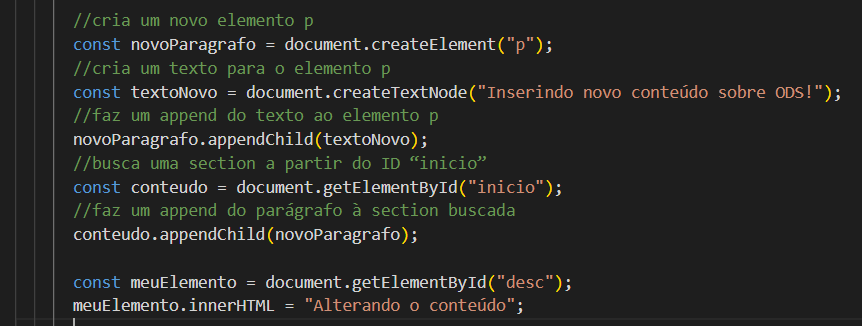 //cria um novo elemento p
const novoParagrafo = document.createElement("p");
//cria um texto para o elemento p
const textoNovo = document.createTextNode("Inserindo novo conteúdo sobre ODS!");
//faz um append do texto ao elemento p
novoParagrafo.appendChild(textoNovo);
//busca uma section a partir do ID “inicio”
const conteudo = document.getElementById("inicio");
//faz um append do parágrafo à section buscada
conteudo.appendChild(novoParagrafo);
const meuElemento = document.getElementById("desc");
meuElemento.innerHTML = "Alterando o conteúdo";